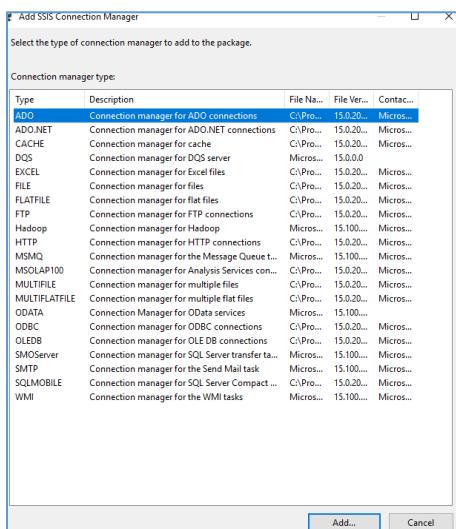 Add SSIS Connection Manager
Select the type of connection manager to add to the package.
Connection manager type:
Type Description File Na... File Ver... Contac...
ADO Connection manager for ADO connections C:\Pro... 15.0.20... Micros...
ADO.NET Connection manager for ADO.NET connections C:\Pro... 15.0.20... Micros...
CACHE Connection manager for cache C:\Pro... 15.0.20... Micros...
DQS Connection manager for DQS server Micros... 15.0.0.0
EXCEL Connection manager for Excel files C:\Pro... 15.0.20... Micros...
FILE Connection manager for files C:\Pro... 15.0.20... Micros...
FLATFILE Connection manager for flat files C:\Pro... 15.0.20... Micros...
FTP Connection manager for FTP connections C:\Pro... 15.0.20... Micros...
Hadoop Connection manager for Hadoop Micros... 15.100.... Micros...
HTTP Connection manager for HTTP connections C:\Pro... 15.0.20... Micros...
MSMQ Connection manager for the Message Queue t... Micros... 15.100.... Micros...
MSOLAP100 Connection manager for Analysis Services con... C:\Pro... 15.0.20... Micros...
MULTIFILE Connection manager for multiple files C:\Pro... 15.0.20... Micros...
MULTIFLATFILE Connection manager for multiple flat files C:\Pro... 15.0.20... Micros...
ODATA Connection Manager for OData services Micros... 15.100....
ODBC Connection manager for ODBC connections C:\Pro... 15.0.20... Micros...
OLEDB Connection manager for OLE DB connections C:\Pro... 15.0.20... Micros...
SMOServer Connection manager for SQL Server transfer ta... Micros... 15.100.... Micros...
SMTP Connection manager for the Send Mail task Micros... 15.100.... Micros...
SQLMOBILE Connection manager for SQL Server Compact ... C:\Pro... 15.0.20... Micros...
WMI Connection manager for the WMI tasks Micros... 15.100.... Micros...
Add... Cancel